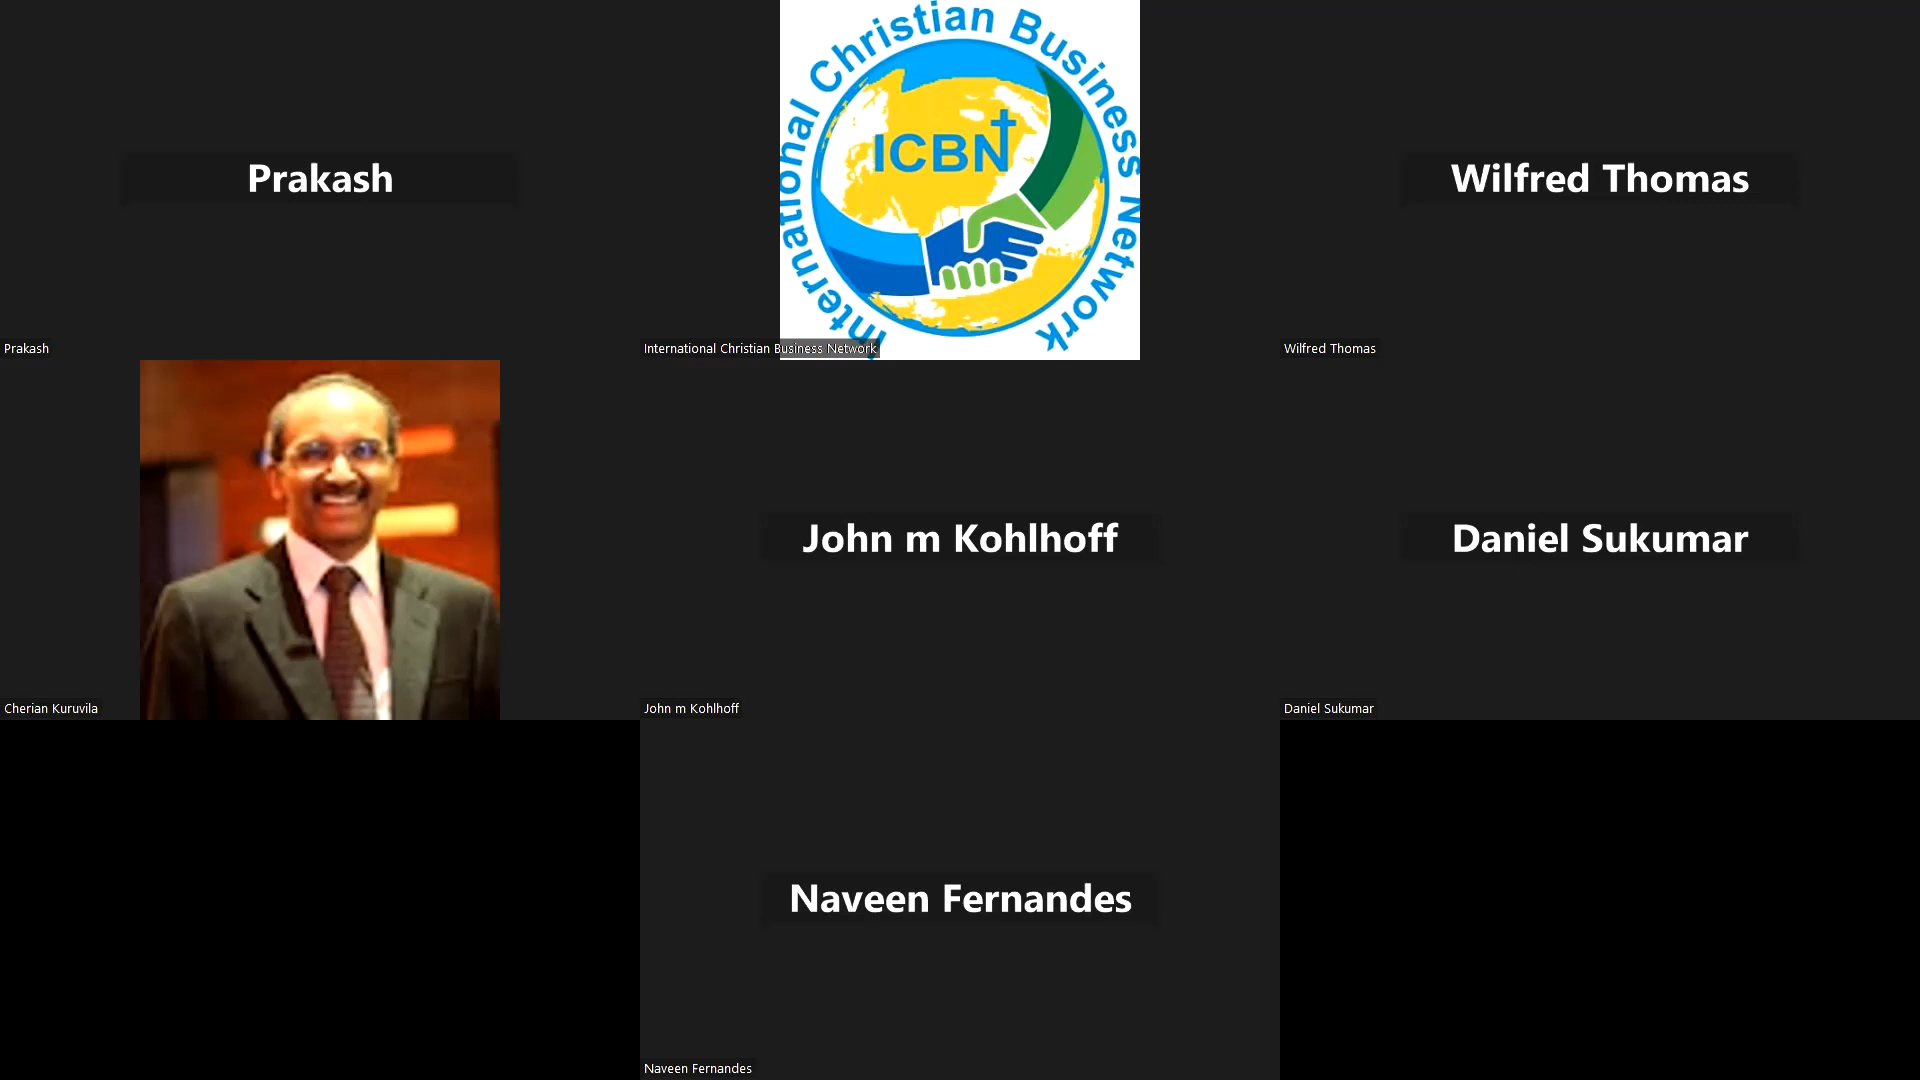 Prakash
International Christian Business Network
ICBN
Wilfred Thomas
Prakash
International Christian Business Network
Wilfred Thomas
John m Kohlhoff
Daniel Sukumar
Cherian Kuruvila
John m Kohlhoff
Daniel Sukumar
Naveen Fernandes
Naveen Fernandes